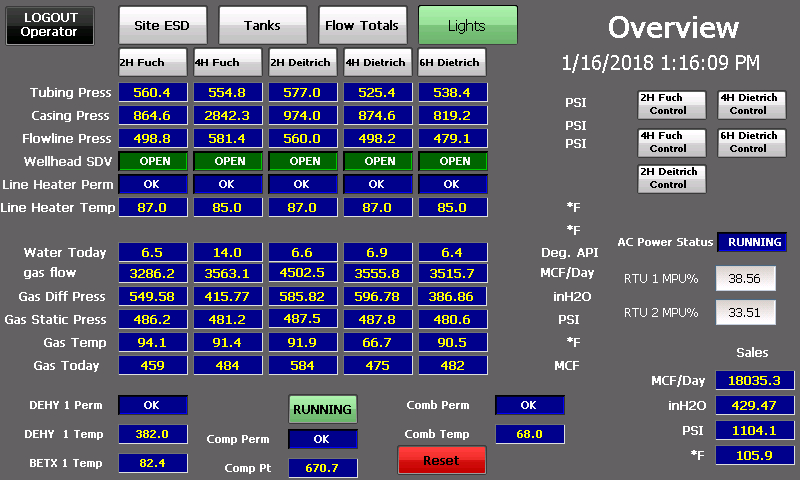 LOGOUT
Operator
Site ESD
Tanks
Flow Totals
Lights
Overview
1/16/2018 1:16:09 PM
2H Fuch
4H Fuch
2H Deitrich
4H Dietrich
6H Dietrich
Tubing Press 560.4 554.8 577.0 525.4 538.4 PSI
Casing Press 864.6 2842.3 974.0 874.6 819.2 PSI
Flowline Press 498.8 581.4 560.0 498.2 479.1 PSI
Wellhead SDV OPEN OPEN OPEN OPEN OPEN
Line Heater Perm OK OK OK OK OK
Line Heater Temp 87.0 85.0 87.0 87.0 85.0 *F
*F
Water Today 6.5 14.0 6.6 6.9 6.4 Deg. API
gas flow 3286.2 3563.1 4502.5 3555.8 3515.7 MCF/Day
Gas Diff Press 549.58 415.77 585.82 596.78 386.86 inH2O
Gas Static Press 486.2 481.2 487.5 487.8 480.6 PSI
Gas Temp 94.1 91.4 91.9 66.7 90.5 *F
Gas Today 459 484 584 475 482 MCF
2H Fuch
Control
4H Dietrich
Control
4H Fuch
Control
6H Dietrich
Control
2H Deitrich
Control
AC Power Status RUNNING
RTU 1 MPU% 38.56
RTU 2 MPU% 33.51
Sales
MCF/Day 18035.3
inH2O 429.47
PSI 1104.1
*F 105.9
DEHY 1 Perm OK
DEHY 1 Temp 382.0
BETX 1 Temp 82.4
RUNNING
Comp Perm OK
Comp Pt 670.7
Comb Perm OK
Comb Temp 68.0
Reset